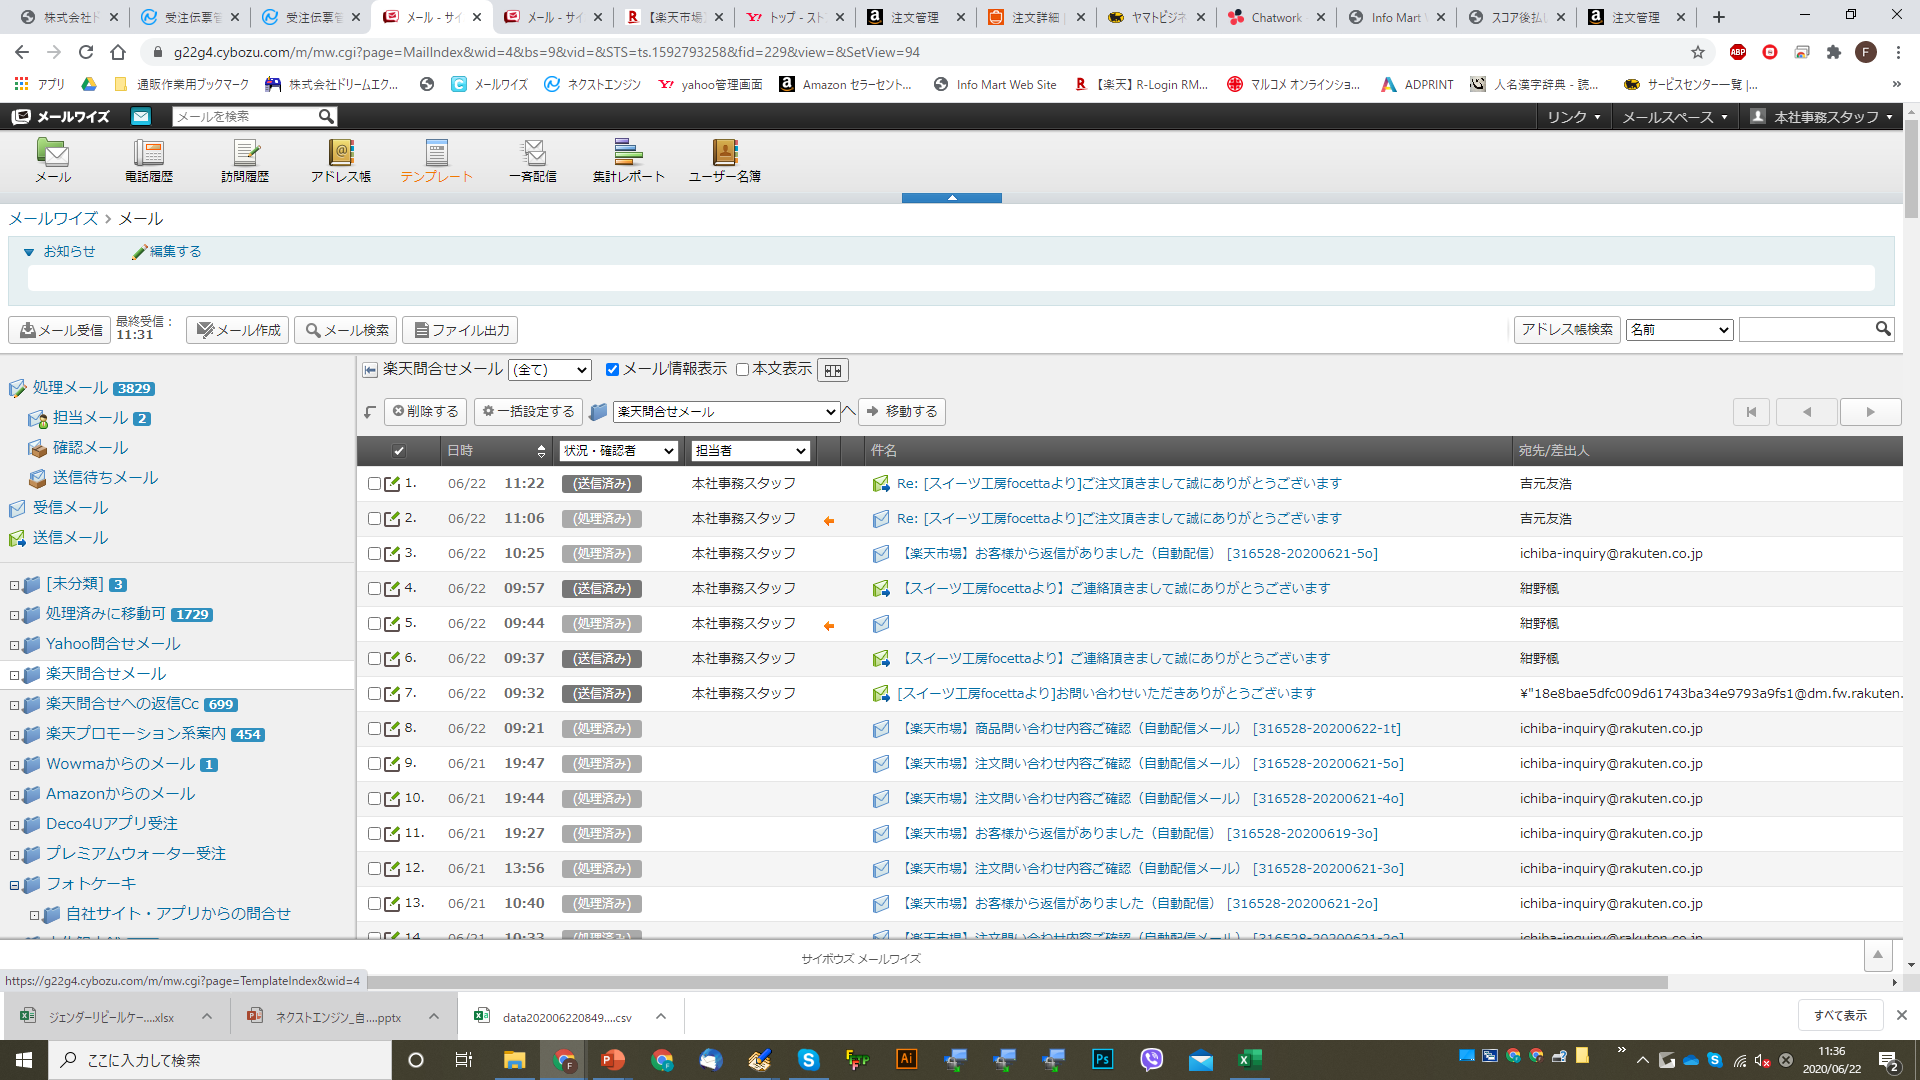 株式会社ド
受注伝票管
受注伝票管
メール - サイ
メール - サイ
【楽天市場】
トップ - スト
注文管理
注文詳細
ヤマトビジネ
Chatwork
Info Mart
スコア後払い
注文管理
g22g4.cybozu.com/m/mw.cgi?page=MailIndex&wid=4&bs=9&vid=&STS=ts.1592793258&fid=229&view=&SetView=94
ABP
F
アプリ
通販作業用ブックマーク
株式会社ドリームエク...
メールワイズ
ネクストエンジン
yahoo管理画面
Amazon セラーセント...
Info Mart Web Site
【楽天】R-Login RM...
マルコメ オンラインショ...
ADPRINT
人名漢字辞典 - 読...
サービスセンター一覧 |...
»
メールワイズ
メールを検索
リンク
メールスペース
本社事務スタッフ
メール
電話履歴
訪問履歴
アドレス帳
テンプレート
一斉配信
集計レポート
ユーザー名簿
メールワイズ > メール
お知らせ
編集する
メール受信
最終受信：
11:31
メール作成
メール検索
ファイル出力
アドレス帳検索
名前
処理メール 3829
担当メール 2
確認メール
送信待ちメール
受信メール
送信メール
[未分類] 3
処理済みに移動可 1729
Yahoo問合せメール
楽天問合せメール
楽天問合せへの返信Cc 699
楽天プロモーション系案内 454
Wowmaからのメール 1
Amazonからのメール
Deco4Uアプリ受注
プレミアムウォーター受注
フォトケーキ
自社サイト・アプリからの問合せ
楽天問合せメール
(全て)
メール情報表示
本文表示
削除する
一括設定する
楽天問合せメール
へ
移動する
日時
状況・確認者
担当者
件名
宛先/差出人
1. 06/22 11:22 (送信済み) 本社事務スタッフ Re: [スイーツ工房focettaより]ご注文頂きまして誠にありがとうございます 吉元友浩
2. 06/22 11:06 (処理済み) 本社事務スタッフ Re: [スイーツ工房focettaより]ご注文頂きまして誠にありがとうございます 吉元友浩
3. 06/22 10:25 (処理済み) 本社事務スタッフ 【楽天市場】お客様から返信がありました（自動配信） [316528-20200621-5o] ichiba-inquiry@rakuten.co.jp
4. 06/22 09:57 (送信済み) 本社事務スタッフ 【スイーツ工房focettaより】ご連絡頂きまして誠にありがとうございます 紺野楓
5. 06/22 09:44 (処理済み) 本社事務スタッフ 紺野楓
6. 06/22 09:37 (送信済み) 本社事務スタッフ 【スイーツ工房focettaより】ご連絡頂きまして誠にありがとうございます 紺野楓
7. 06/22 09:32 (送信済み) 本社事務スタッフ [スイーツ工房focettaより]お問い合わせいただきありがとうございます ¥"18e8bae5dfc009d61743ba34e9793a9fs1@dm.fw.rakuten.
8. 06/22 09:21 (処理済み) 【楽天市場】商品問い合わせ内容ご確認（自動配信メール） [316528-20200622-1t] ichiba-inquiry@rakuten.co.jp
9. 06/21 19:47 (処理済み) 【楽天市場】注文問い合わせ内容ご確認（自動配信メール） [316528-20200621-5o] ichiba-inquiry@rakuten.co.jp
10. 06/21 19:44 (処理済み) 【楽天市場】注文問い合わせ内容ご確認（自動配信メール） [316528-20200621-4o] ichiba-inquiry@rakuten.co.jp
11. 06/21 19:27 (処理済み) 【楽天市場】お客様から返信がありました（自動配信） [316528-20200619-3o] ichiba-inquiry@rakuten.co.jp
12. 06/21 13:56 (処理済み) 【楽天市場】注文問い合わせ内容ご確認（自動配信メール） [316528-20200621-3o] ichiba-inquiry@rakuten.co.jp
13. 06/21 10:40 (処理済み) 【楽天市場】お客様から返信がありました（自動配信） [316528-20200621-2o] ichiba-inquiry@rakuten.co.jp
14. 06/21 10:33 (処理済み) 【楽天市場】注文問い合わせ内容ご確認（自動配信メール） [316528-20200621-2o] ichiba-inquiry@rakuten.co.jp
サイボウズ メールワイズ
https://g22g4.cybozu.com/m/mw.cgi?page=TemplateIndex&wid=4
ジェンダーリビールケー....xlsx
ネクストエンジン_自....pptx
data202006220849....csv
すべて表示
ここに入力して検索
11:36
2020/06/22
2